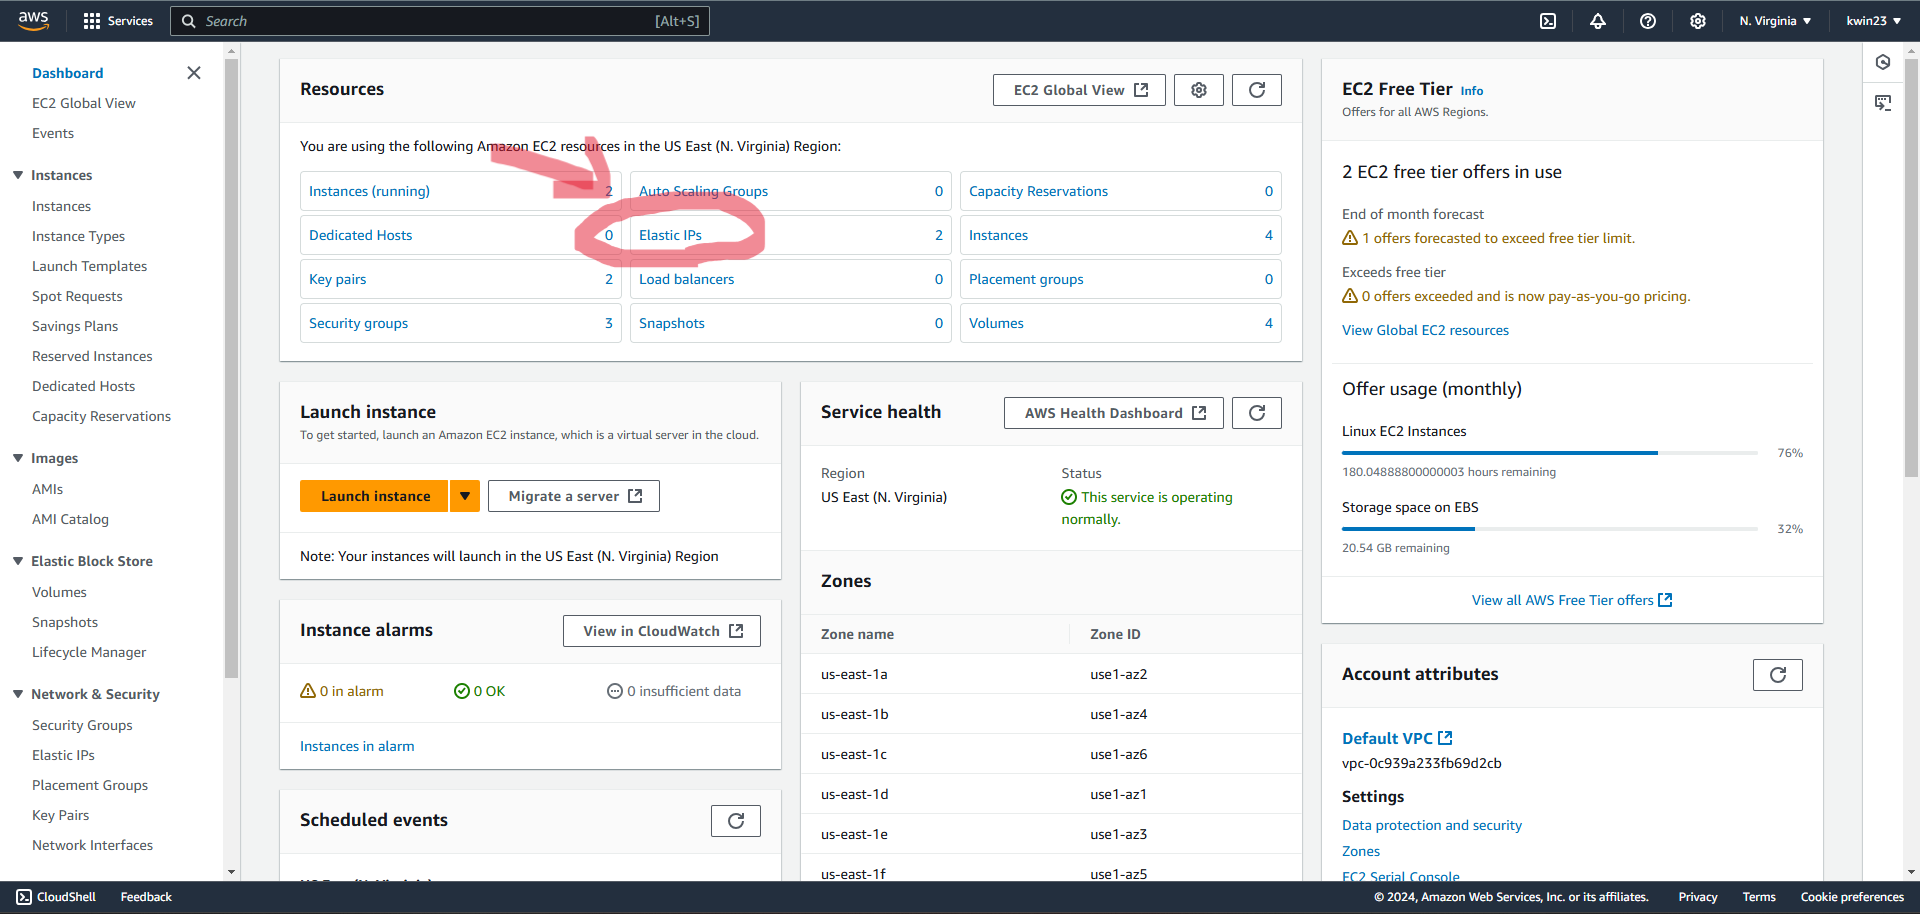 aws
Services
Search
[Alt+S]
N. Virginia
kwin23
Dashboard
EC2 Global View
Events
Instances
Instances
Instance Types
Launch Templates
Spot Requests
Savings Plans
Reserved Instances
Dedicated Hosts
Capacity Reservations
Images
AMIs
AMI Catalog
Elastic Block Store
Volumes
Snapshots
Lifecycle Manager
Network & Security
Security Groups
Elastic IPs
Placement Groups
Key Pairs
Network Interfaces
Resources
EC2 Global View
You are using the following Amazon EC2 resources in the US East (N. Virginia) Region:
Instances (running) 2
Auto Scaling Groups 0
Capacity Reservations 0
Dedicated Hosts 0
Elastic IPs 2
Instances 4
Key pairs 2
Load balancers 0
Placement groups 0
Security groups 3
Snapshots 0
Volumes 4
Launch instance
To get started, launch an Amazon EC2 instance, which is a virtual server in the cloud.
Launch instance
Migrate a server
Note: Your instances will launch in the US East (N. Virginia) Region
Instance alarms
View in CloudWatch
0 in alarm
0 OK
0 insufficient data
Instances in alarm
Scheduled events
Service health
AWS Health Dashboard
Region
US East (N. Virginia)
Status
This service is operating
normally.
Zones
Zone name Zone ID
us-east-1a use1-az2
us-east-1b use1-az4
us-east-1c use1-az6
us-east-1d use1-az1
us-east-1e use1-az3
us-east-1f use1-az5
EC2 Free Tier Info
Offers for all AWS Regions.
2 EC2 free tier offers in use
End of month forecast
1 offers forecasted to exceed free tier limit.
Exceeds free tier
0 offers exceeded and is now pay-as-you-go pricing.
View Global EC2 resources
Offer usage (monthly)
Linux EC2 Instances
76%
180.04888800000003 hours remaining
Storage space on EBS
32%
20.54 GB remaining
View all AWS Free Tier offers
Account attributes
Default VPC
vpc-0c939a233fb69d2cb
Settings
Data protection and security
Zones
EC2 Serial Console
CloudShell
Feedback
© 2024, Amazon Web Services, Inc. or its affiliates.
Privacy
Terms
Cookie preferences